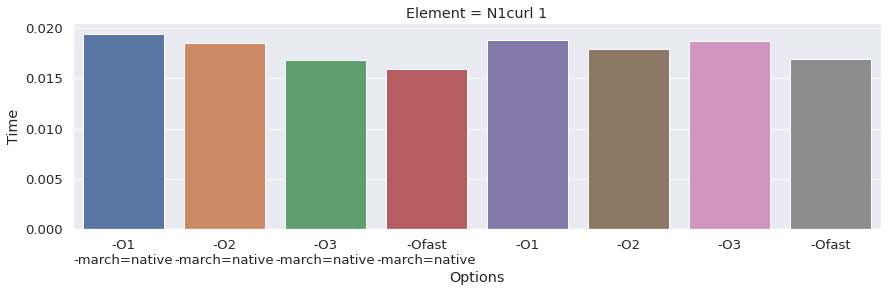 Element = N1curl 1
0.020
0.015
0.010
0.005
0.000
Time
-O1 -O2 -O3 -Ofast -O1 -O2 -O3 -Ofast
-march=native -march=native -march=native -march=native
Options